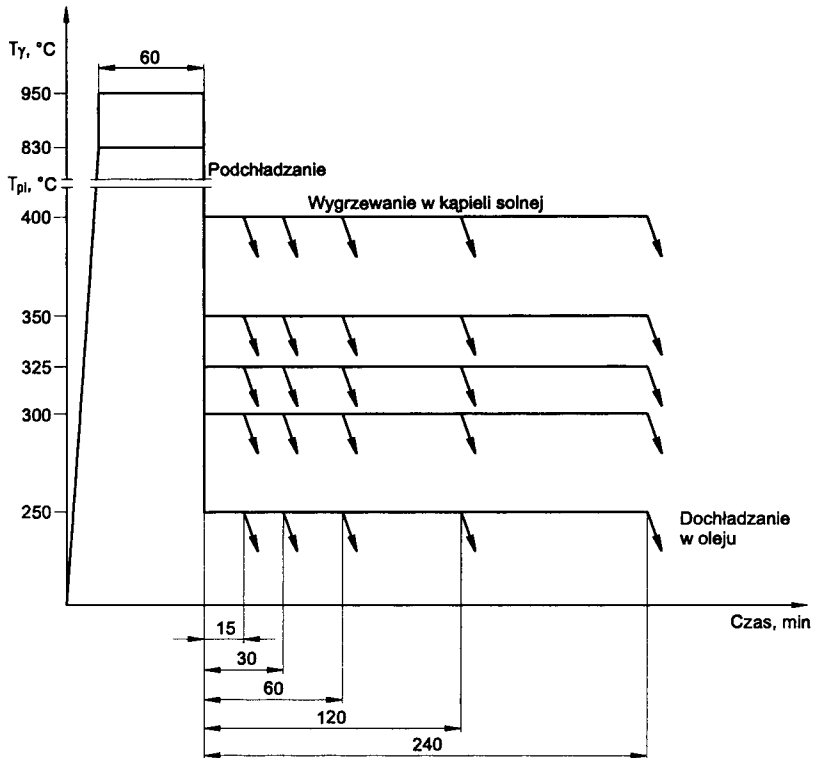 Tγ, °C
60
950
830
Podchładzanie
Tpi, °C
Wygrzewanie w kąpieli solnej
400
350
325
300
250
Dochładzanie
w oleju
Czas, min
15
30
60
120
240